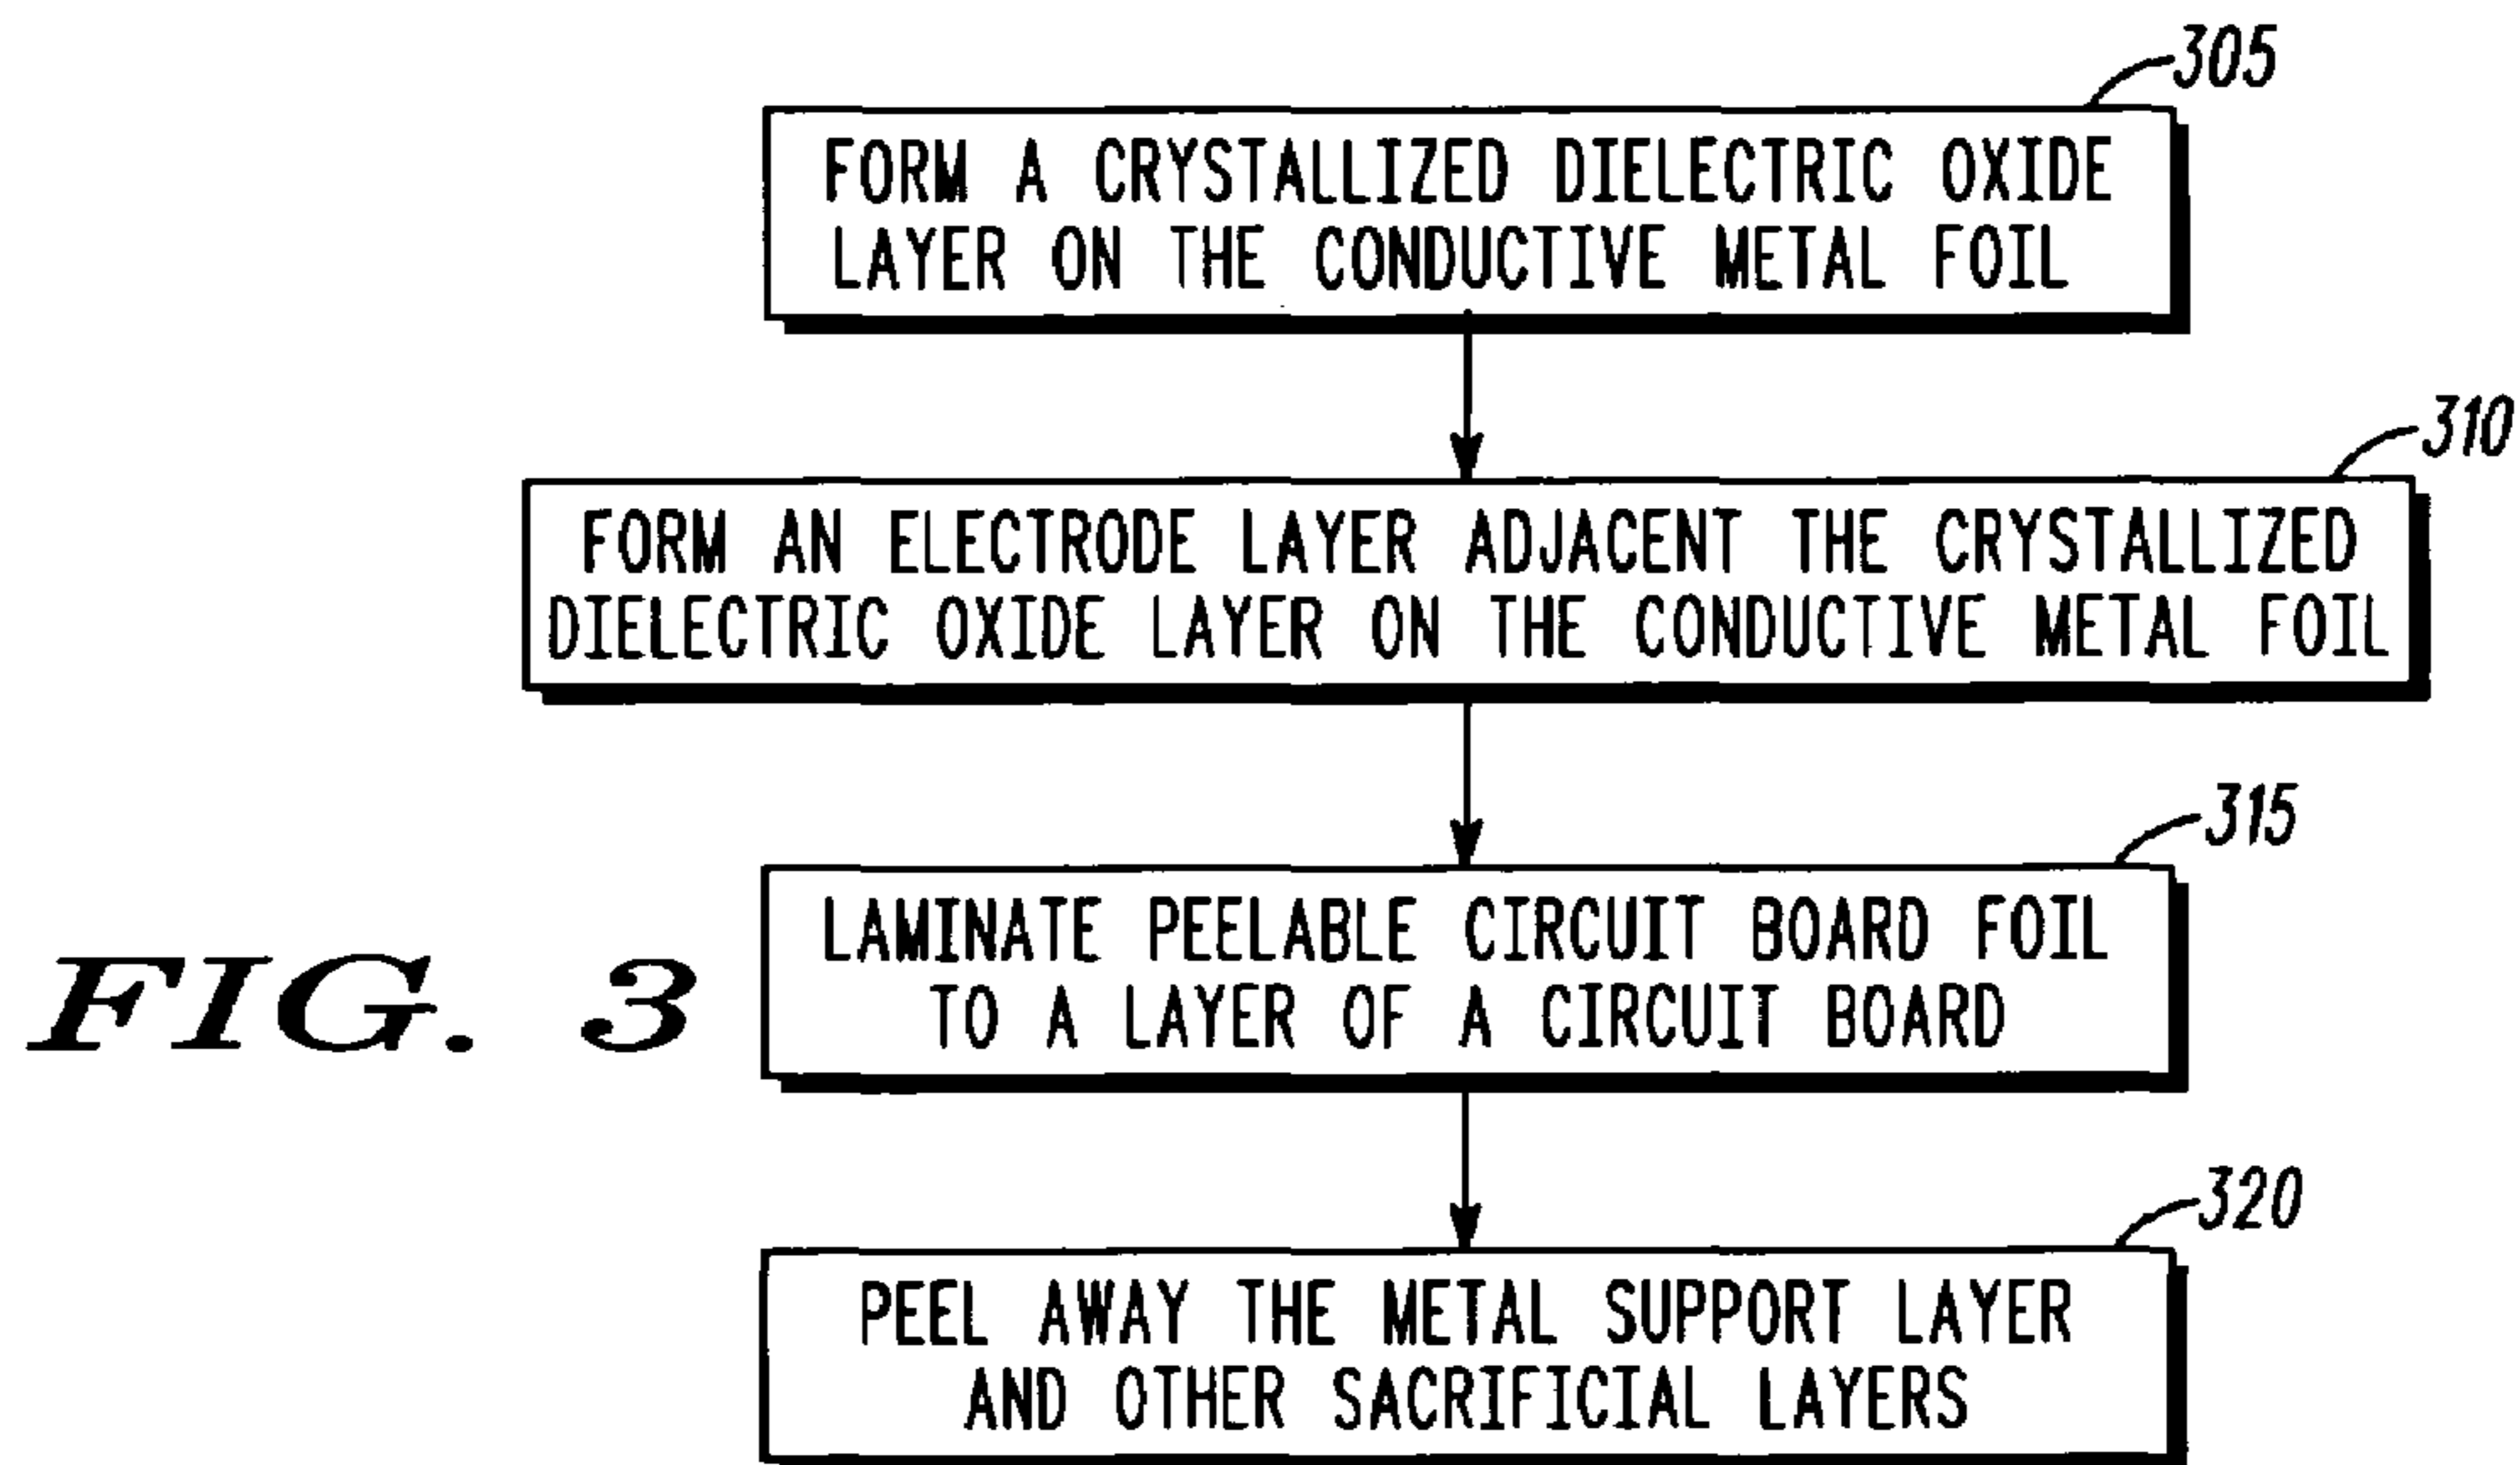 305
FORM A CRYSTALLIZED DIELECTRIC OXIDE
LAYER ON THE CONDUCTIVE METAL FOIL
310
FORM AN ELECTRODE LAYER ADJACENT THE CRYSTALLIZED
DIELECTRIC OXIDE LAYER ON THE CONDUCTIVE METAL FOIL
315
LAMINATE PEELABLE CIRCUIT BOARD FOIL
TO A LAYER OF A CIRCUIT BOARD
FIG. 3
320
PEEL AWAY THE METAL SUPPORT LAYER
AND OTHER SACRIFICIAL LAYERS